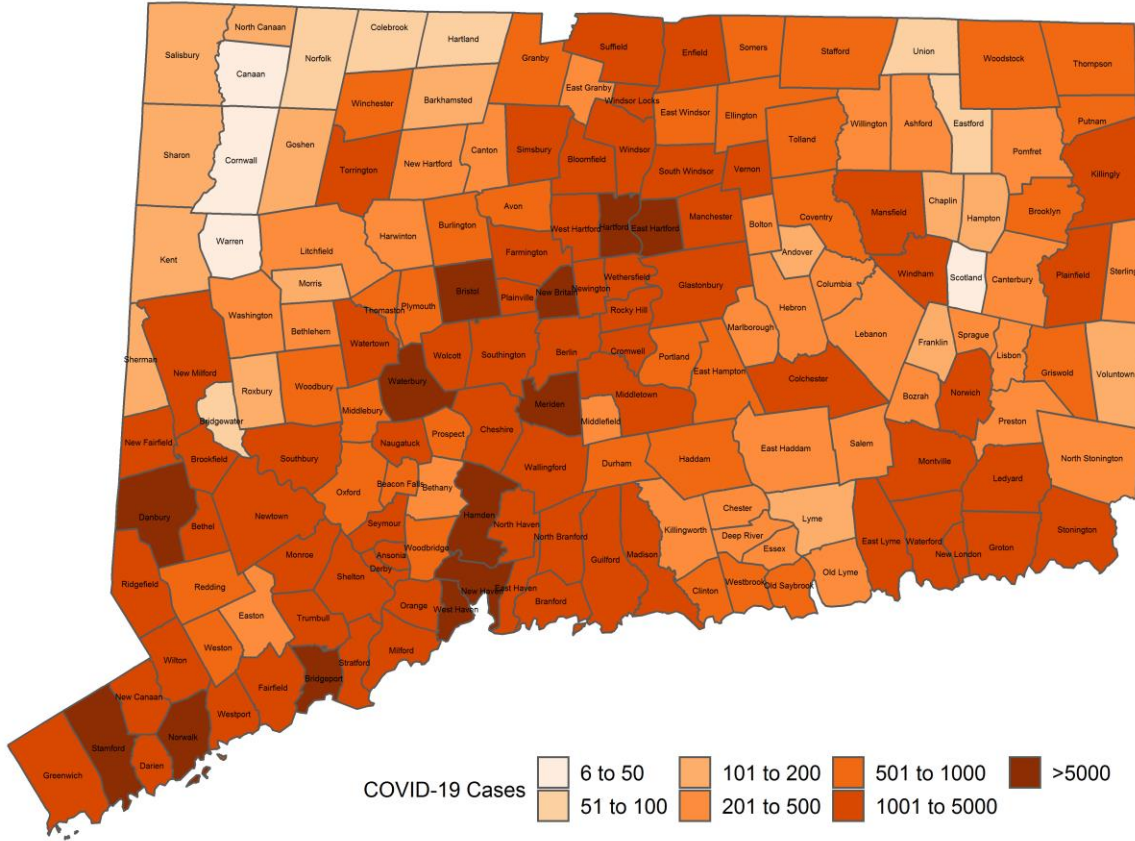 North Canaan
Colebrook
Hartland
Suffield
Enfield
Somers
Stafford
Union
Woodstock
Thompson
Salisbury
Canaan
Norfolk
Granby
East Granby
Winchester
Barkhamsted
Windsor Locks
East Windsor
Ellington
Willington
Ashford
Eastford
Putnam
Pomfret
Sharon
Cornwall
Goshen
Torrington
New Hartford
Canton
Simsbury
Bloomfield
Windsor
South Windsor
Vernon
Tolland
Killingly
Avon
Burlington
Harwinton
Litchfield
Warren
Kent
West Hartford
Hartford
East Hartford
Manchester
Bolton
Coventry
Mansfield
Chaplin
Hampton
Brooklyn
Andover
Farmington
Morris
Bristol
Plainville
New Britain
Newington
Wethersfield
Rocky Hill
Glastonbury
Hebron
Columbia
Windham
Scotland
Canterbury
Plainfield
Sterling
Thomaston
Plymouth
Washington
Bethlehem
Watertown
Wolcott
Southington
Berlin
Cromwell
Portland
Marlborough
East Hampton
Lebanon
Franklin
Sprague
Lisbon
Griswold
Voluntown
Sherman
New Milford
Roxbury
Woodbury
Bridgewater
Waterbury
Meriden
Middletown
Middlefield
Colchester
Bozrah
Norwich
Preston
Middlebury
Naugatuck
Prospect
Cheshire
Wallingford
Durham
Haddam
East Haddam
Salem
Montville
Ledyard
North Stonington
New Fairfield
Brookfield
Southbury
Oxford
Beacon Falls
Bethany
Danbury
Bethel
Newtown
Seymour
Woodbridge
Hamden
North Haven
North Branford
Guilford
Madison
Killingworth
Chester
Deep River
Essex
Lyme
East Lyme
Waterford
New London
Groton
Stonington
Ridgefield
Redding
Monroe
Shelton
Ansonia
Derby
Orange
West Haven
New Haven
East Haven
Branford
Clinton
Westbrook
Old Saybrook
Old Lyme
Easton
Trumbull
Weston
Wilton
Bridgeport
Stratford
Milford
Fairfield
Westport
New Canaan
Norwalk
Stamford
Darien
Greenwich
COVID-19 Cases
6 to 50
101 to 200
501 to 1000
>5000
51 to 100
201 to 500
1001 to 5000